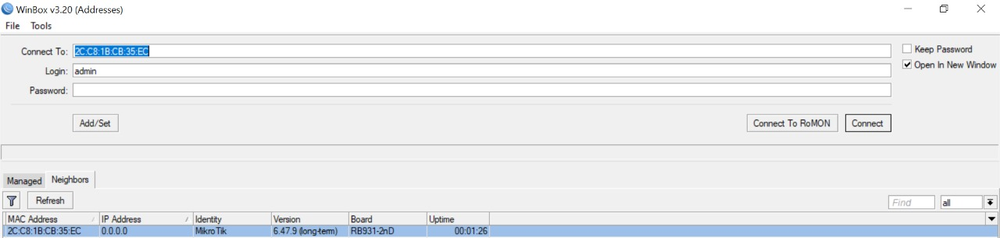 WinBox v3.20 (Addresses)
File Tools
Connect To: 2C:C8:1B:CB:35:EC
Keep Password
Login: admin
Open In New Window
Password:
Add/Set Connect To RoMON Connect
Managed Neighbors
Refresh Find all
MAC Address IP Address Identity Version Board Uptime
2C:C8:1B:CB:35:EC 0.0.0.0 MikroTik 6.47.9 (long-term) RB931-2nD 00:01:26